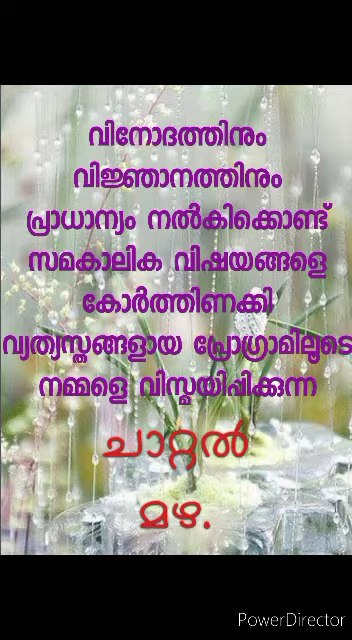 വിനോദത്തിനും
വിജ്ഞാനത്തിനും
പ്രാധാന്യം നൽകിക്കൊണ്ട്
സമകാലിക വിഷയങ്ങളെ
കോർത്തിണക്കി
വ്യത്യസ്തങ്ങളായ പ്രോഗ്രാമിലൂടെ
നമ്മളെ വിസ്മയിപ്പിക്കുന്ന
ചാറ്റൽ
മഴ.
PowerDirector